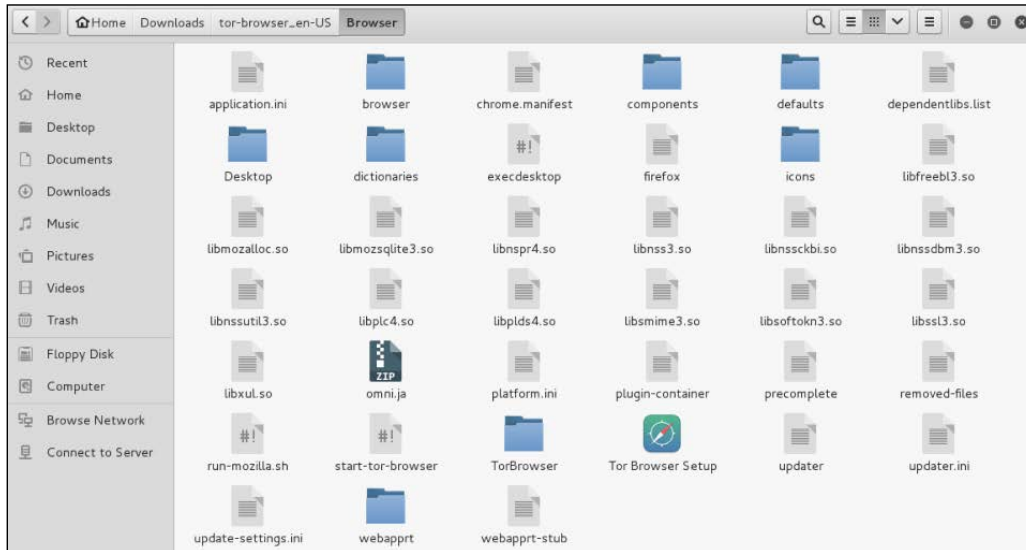 Home Downloads tor-browser_en-US Browser
Recent
Home
Desktop
Documents
Downloads
Music
Pictures
Videos
Trash
Floppy Disk
Computer
Browse Network
Connect to Server
application.ini browser chrome.manifest components defaults dependentlibs.list
#!
Desktop dictionaries execdesktop firefox icons libfreebl3.so
libmozalloc.so libmozsqlite3.so libnspr4.so libnss3.so libnssckbi.so libnssdbm3.so
libnssutil3.so libplc4.so libplds4.so libsmime3.so libsoftokn3.so libssl3.so
ZIP
libxul.so omni.ja platform.ini plugin-container precomplete removed-files
#! #!
run-mozilla.sh start-tor-browser TorBrowser Tor Browser Setup updater updater.ini
update-settings.ini webapprt webapprt-stub